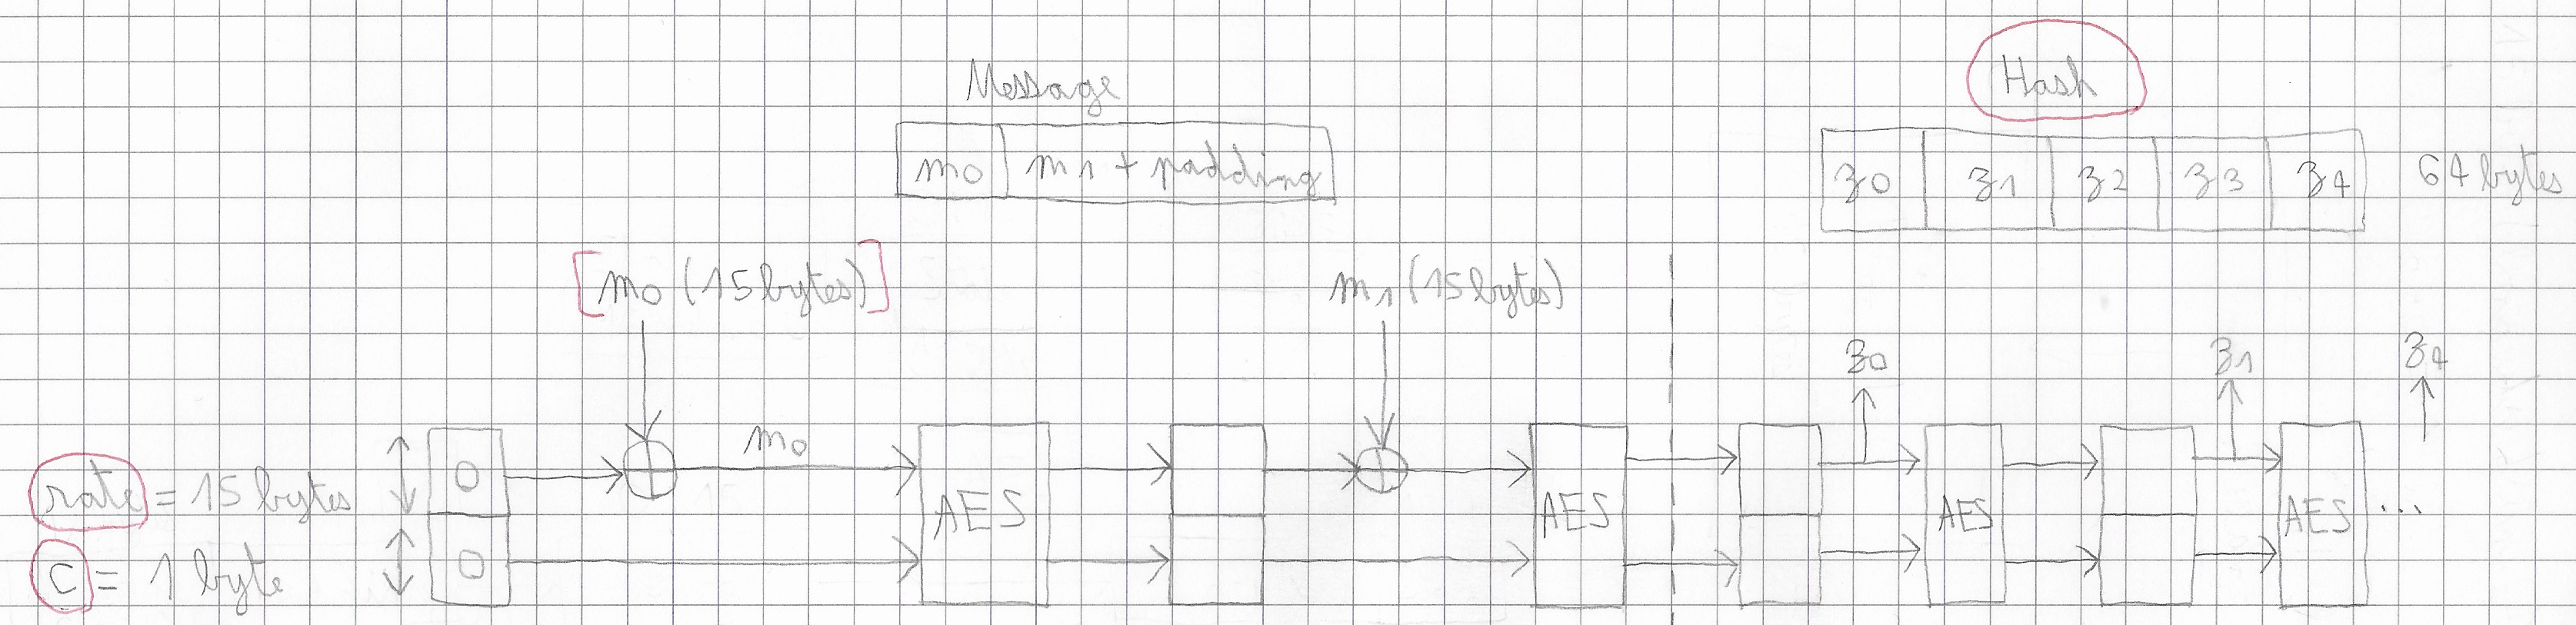 Message
Hash
m0 m1 + padding
z0 z1 z2 z3 z4 64 bytes
[m0 (15 bytes)]
m1 (15 bytes)
z0
z1
z4
m0
rate = 15 bytes
0
AES
AES
AES
AES ...
c = 1 byte
0